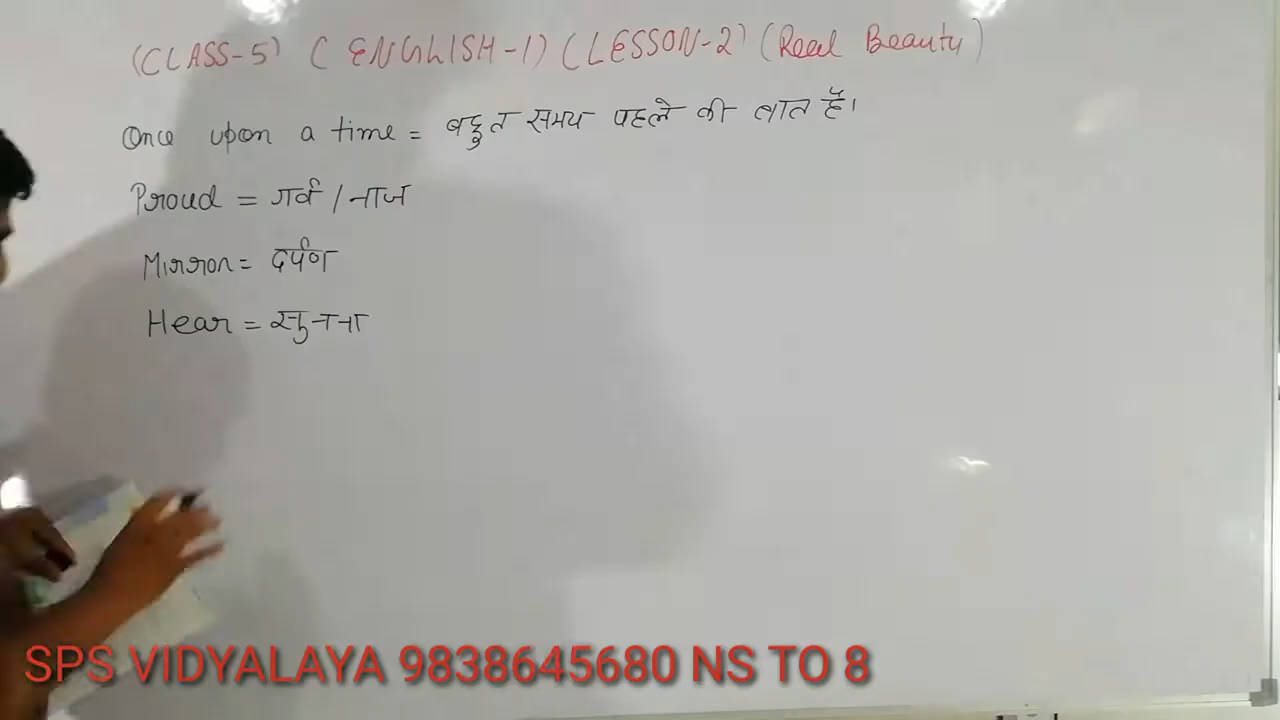 (CLASS-5) (ENGLISH-1) (LESSON-2) (Real Beauty)
Once upon a time = बहुत समय पहले की बात है।
Proud = गर्व / नाज
Mirror = दर्पण
Hear = सुनना
SPS VIDYALAYA 9838645680 NS TO 8